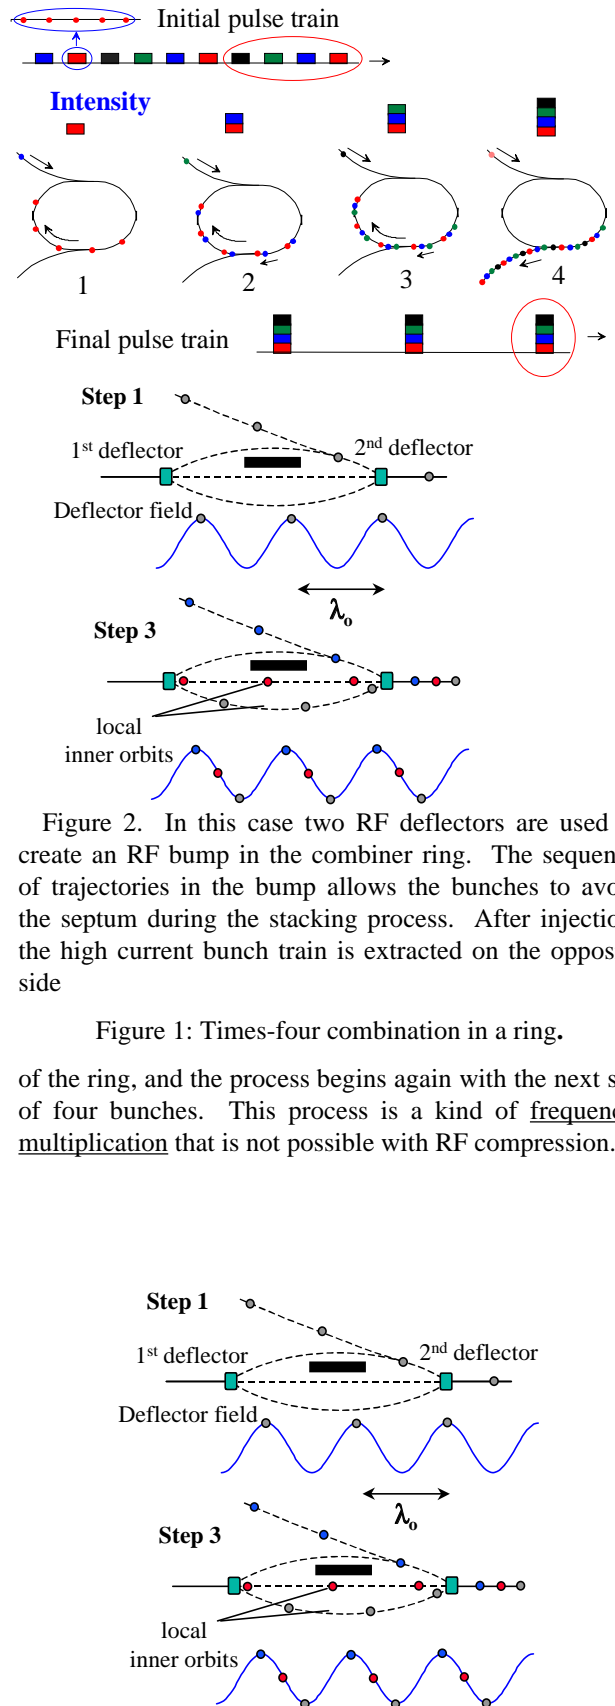 Initial pulse train
Intensity
1
2
3
4
Final pulse train
Step 1
1st deflector
2nd deflector
Deflector field
λo
Step 3
local
inner orbits
Figure 2. In this case two RF deflectors are used
create an RF bump in the combiner ring. The sequen
of trajectories in the bump allows the bunches to avo
the septum during the stacking process. After injectio
the high current bunch train is extracted on the oppos
side
Figure 1: Times-four combination in a ring.
of the ring, and the process begins again with the next s
of four bunches. This process is a kind of frequenc
multiplication that is not possible with RF compression.
Step 1
1st deflector
2nd deflector
Deflector field
λo
Step 3
local
inner orbits